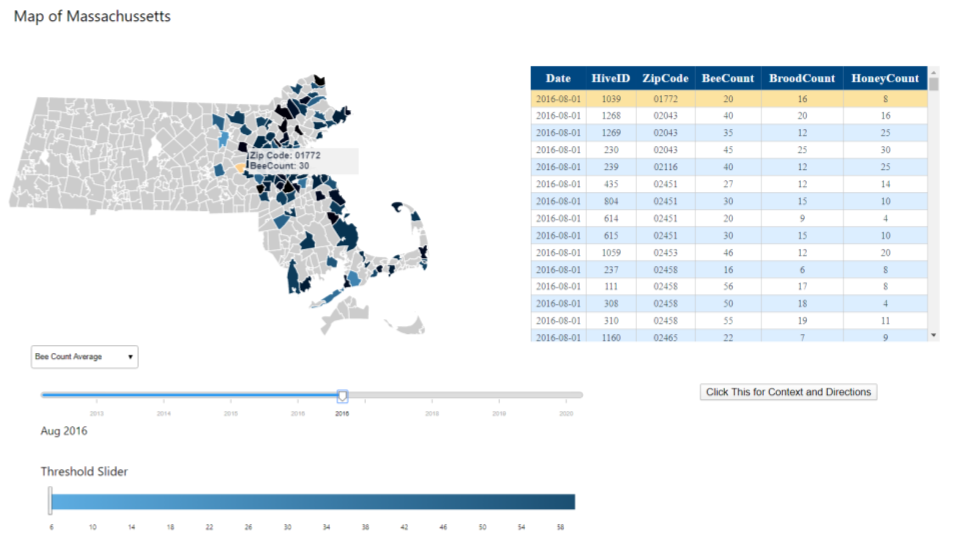 Map of Massachussetts
Zip Code: 01772
BeeCount: 30
Date HiveID ZipCode BeeCount BroodCount HoneyCount
2016-08-01 1039 01772 20 16 8
2016-08-01 1268 02043 40 20 16
2016-08-01 1269 02043 35 12 25
2016-08-01 230 02043 45 25 30
2016-08-01 239 02116 40 12 25
2016-08-01 435 02451 27 12 14
2016-08-01 804 02451 30 15 10
2016-08-01 614 02451 20 9 4
2016-08-01 615 02451 30 15 10
2016-08-01 1059 02453 46 12 20
2016-08-01 237 02458 16 6 8
2016-08-01 111 02458 56 17 8
2016-08-01 308 02458 50 18 4
2016-08-01 310 02458 55 19 11
2016-08-01 1160 02465 22 7 9
Bee Count Average
Click This for Context and Directions
2013 2014 2015 2016 2016 2018 2019 2020
Aug 2016
Threshold Slider
6 10 14 18 22 26 30 34 38 42 46 50 54 58